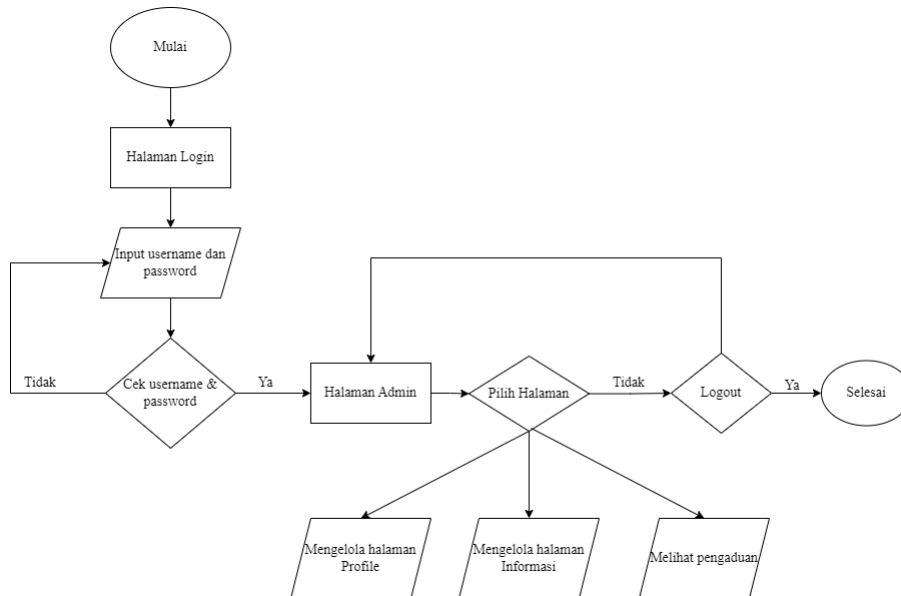 Mulai
Halaman Login
Input username dan
password
Tidak
Cek username &
password
Ya
Halaman Admin
Pilih Halaman
Tidak
Logout
Ya
Selesai
Mengelola halaman
Profile
Mengelola halaman
Informasi
Melihat pengaduan